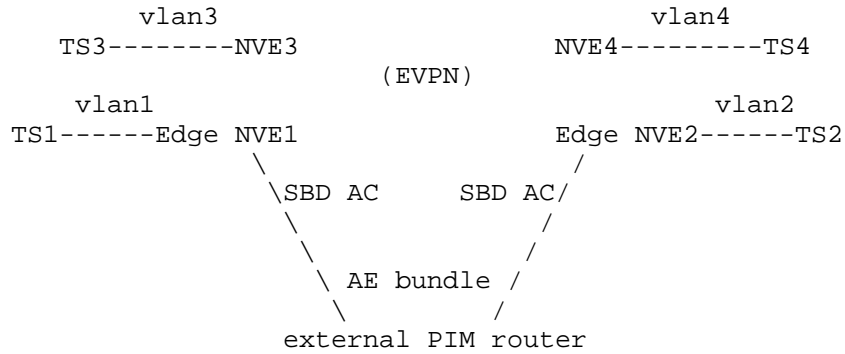 vlan3 vlan4
TS3--------NVE3 NVE4---------TS4
(EVPN)
vlan1 vlan2
TS1------Edge NVE1 Edge NVE2------TS2
SBD AC SBD AC
AE bundle
external PIM router